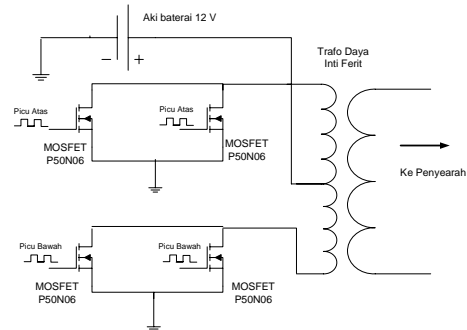 Aki baterai 12 V
− +
Trafo Daya
Inti Ferit
Picu Atas
Picu Atas
MOSFET
P50N06
MOSFET
P50N06
Ke Penyearah
Picu Bawah
Picu Bawah
MOSFET
P50N06
MOSFET
P50N06